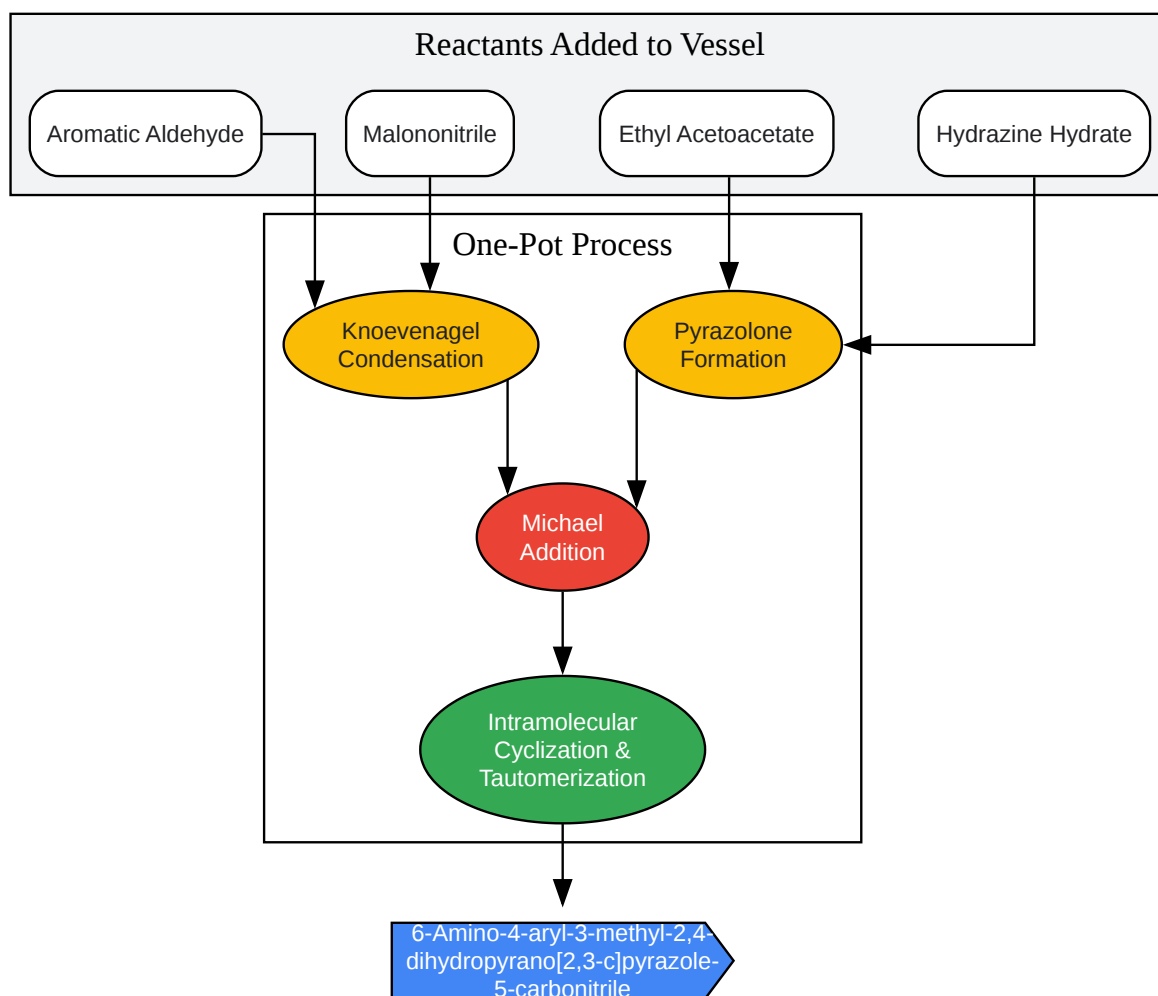 Reactants Added to Vessel
Aromatic Aldehyde
Malononitrile
Ethyl Acetoacetate
Hydrazine Hydrate
One-Pot Process
Knoevenagel
Condensation
Pyrazolone
Formation
Michael
Addition
Intramolecular
Cyclization &
Tautomerization
6-Amino-4-aryl-3-methyl-2,4-
dihydropyrano[2,3-c]pyrazole-
5-carbonitrile